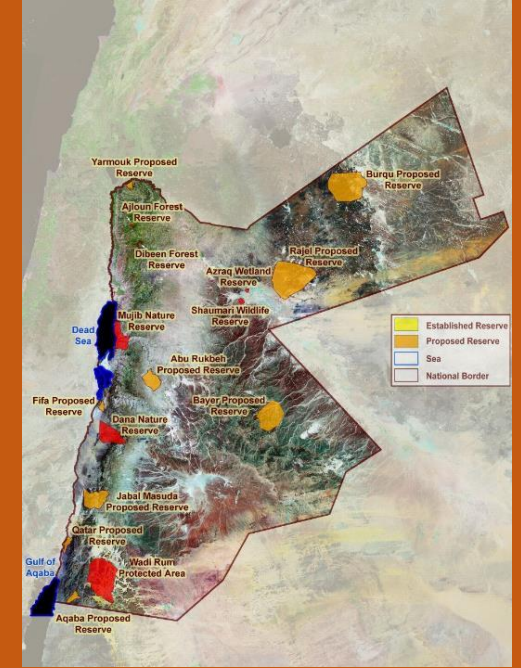 Yarmouk Proposed
Reserve
Burqu Proposed
Reserve
Ajloun Forest
Reserve
Dibeen Forest
Reserve
Rajel Proposed
Reserve
Azraq Wetland
Reserve
Shaumari Wildlife
Reserve
Mujib Nature
Reserve
Dead
Sea
Established Reserve
Proposed Reserve
Sea
National Border
Abu Rukbeh
Proposed Reserve
Fifa Proposed
Reserve
Bayer Proposed
Reserve
Dana Nature
Reserve
Jabal Masuda
Proposed Reserve
Qatar Proposed
Reserve
Gulf of
Aqaba
Wadi Rum
Protected Area
Aqaba Proposed
Reserve